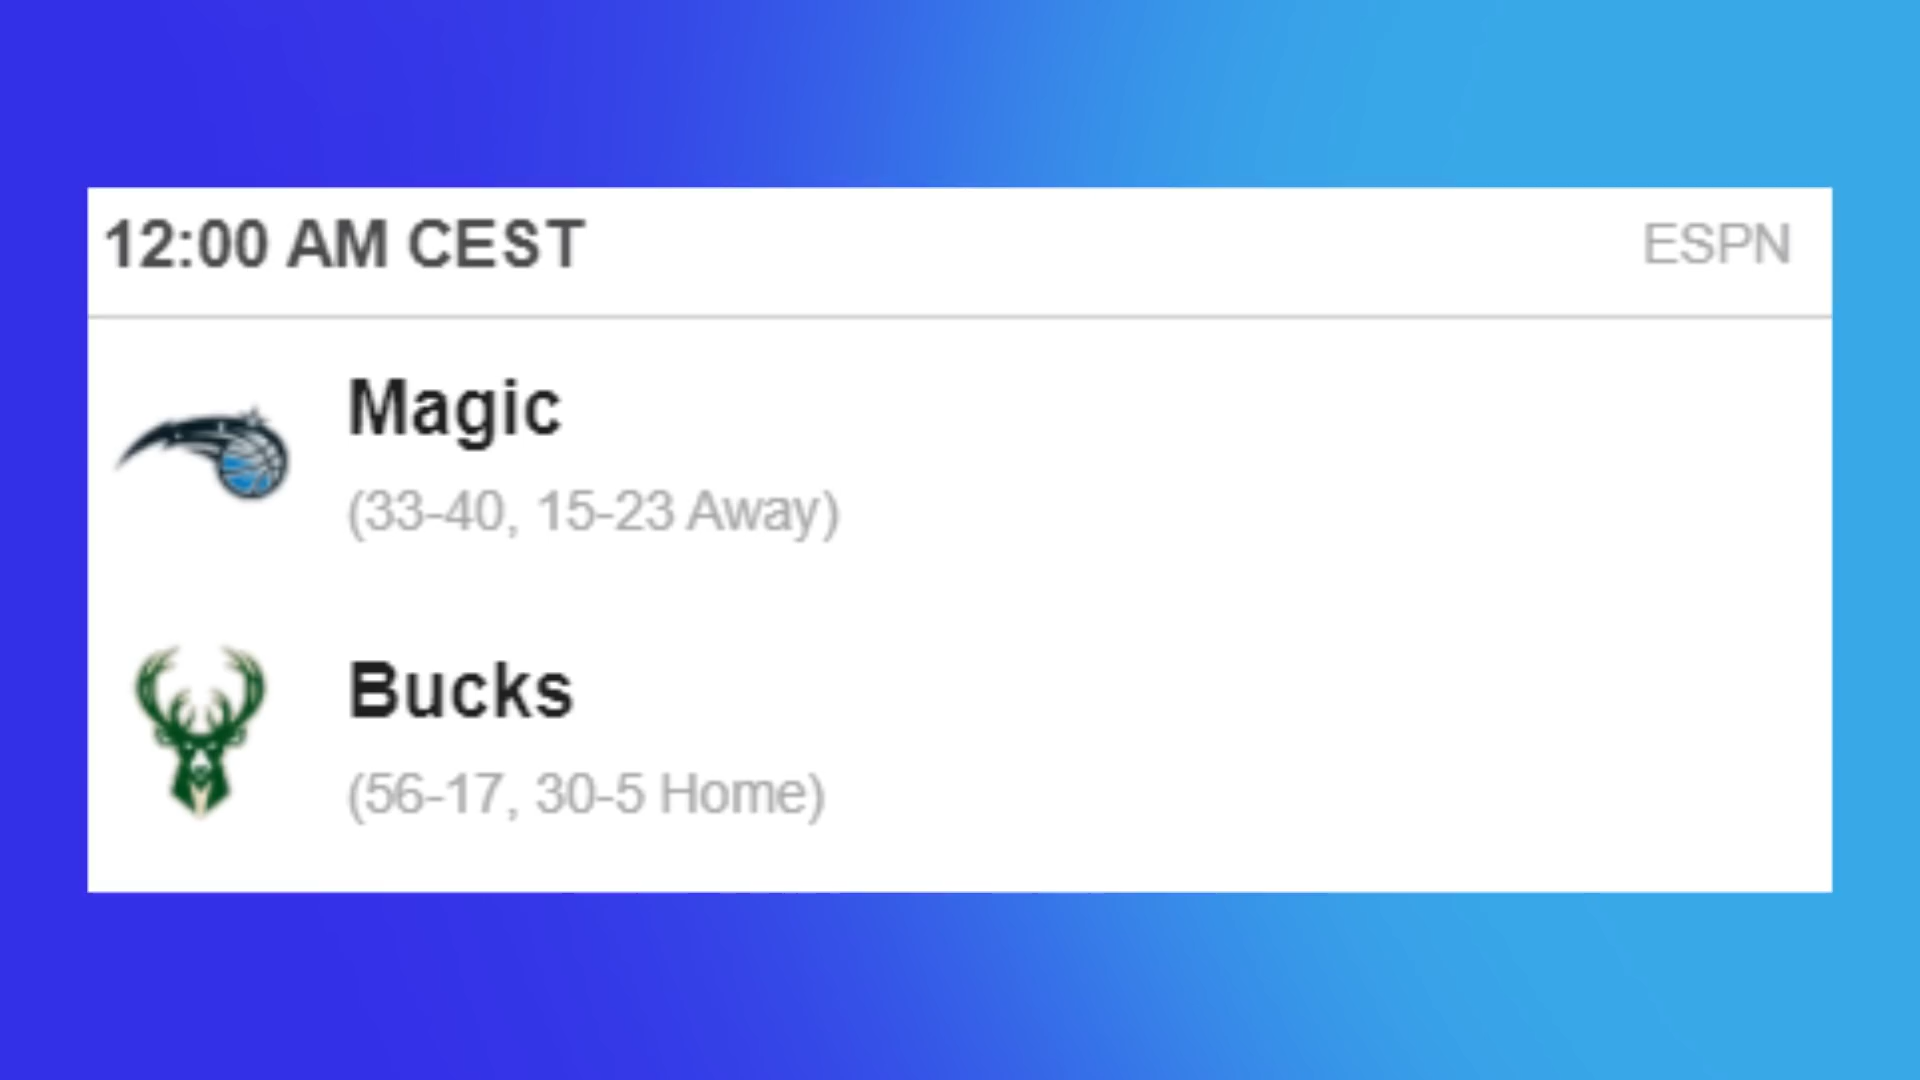 12:00 AM CEST ESPN
Magic
(33-40, 15-23 Away)
Bucks
(56-17, 30-5 Home)